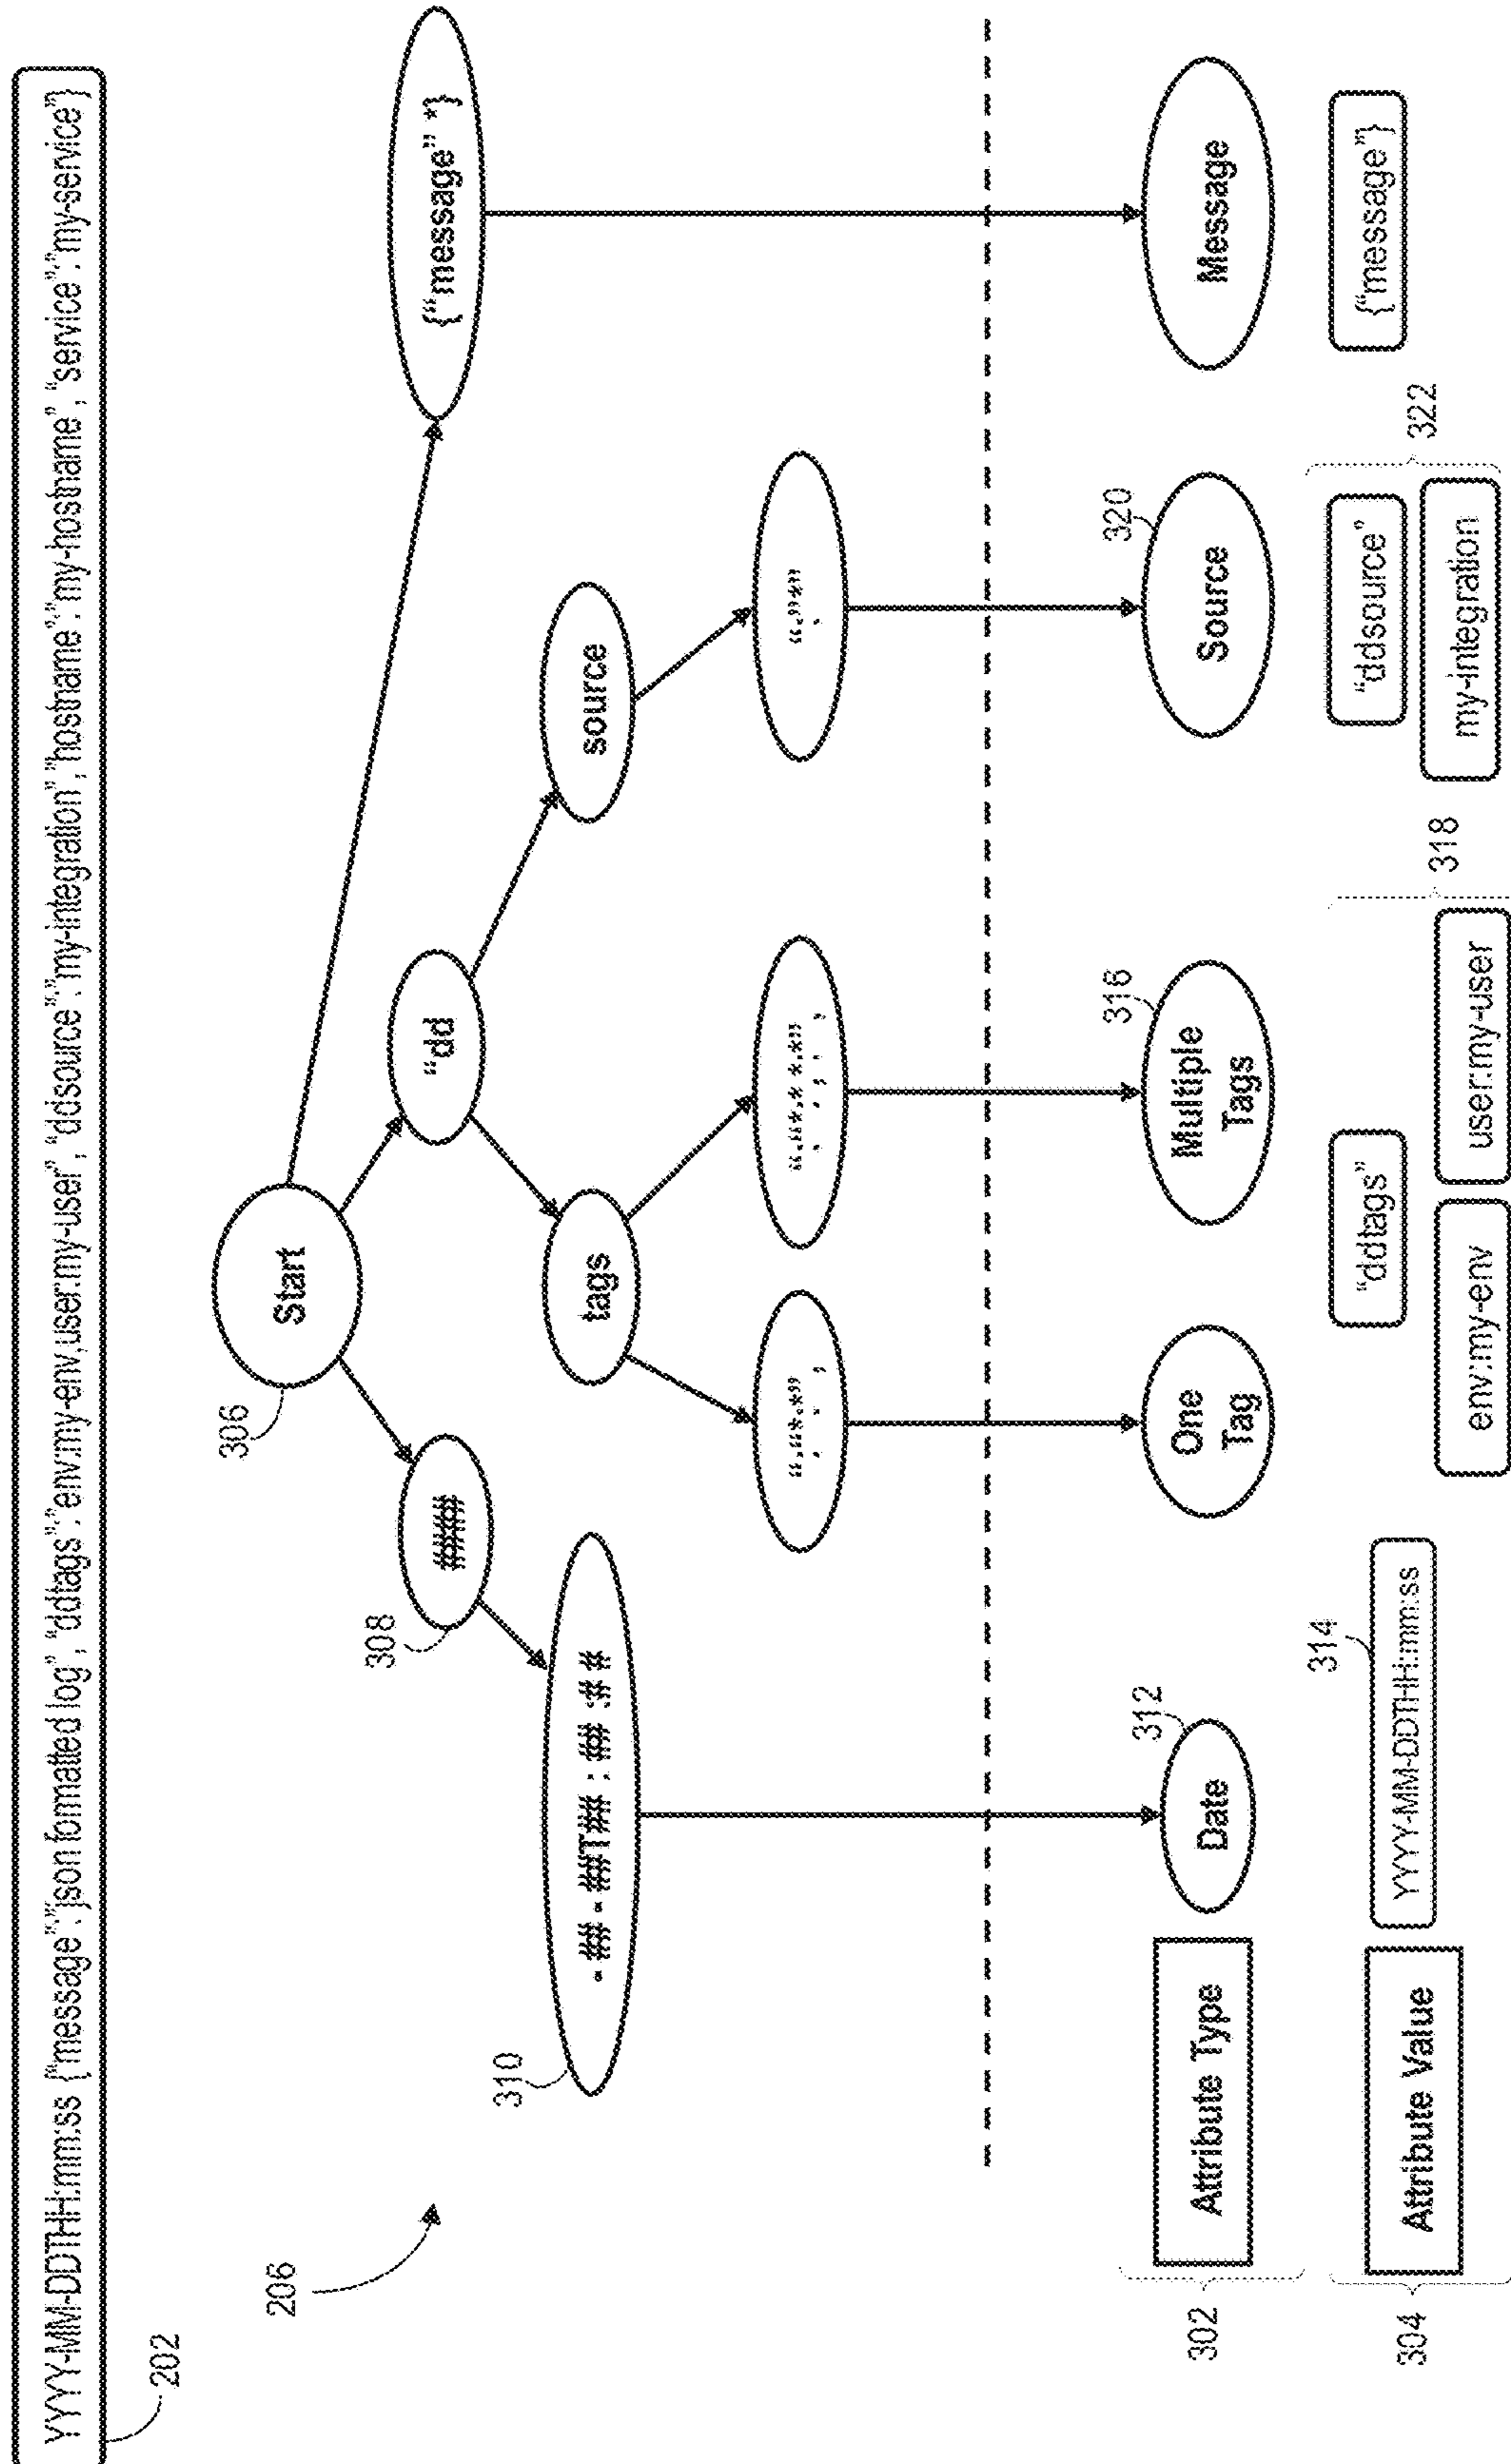 YYYY-MM-DDTHH:mm:ss {“message”:”json formatted log”, “ddtags”:”env:my-env,user:my-user”, “ddsource”:”my-integration”,”hostname”:”my-hostname”, “service”:”my-service”}
202
206
306
Start
308
####
“dd
{“message” *}
310
-##-##T##:##:##
tags
source
“:“*:*”
“:“*:*,*:*”
“:”*”
302
Attribute Type
312
Date
One
Tag
316
Multiple
Tags
320
Source
Message
304
Attribute Value
314
YYYY-MM-DDTHH:mm:ss
“ddtags”
env:my-env
user:my-user
318
“ddsource”
my-integration
322
{“message”}